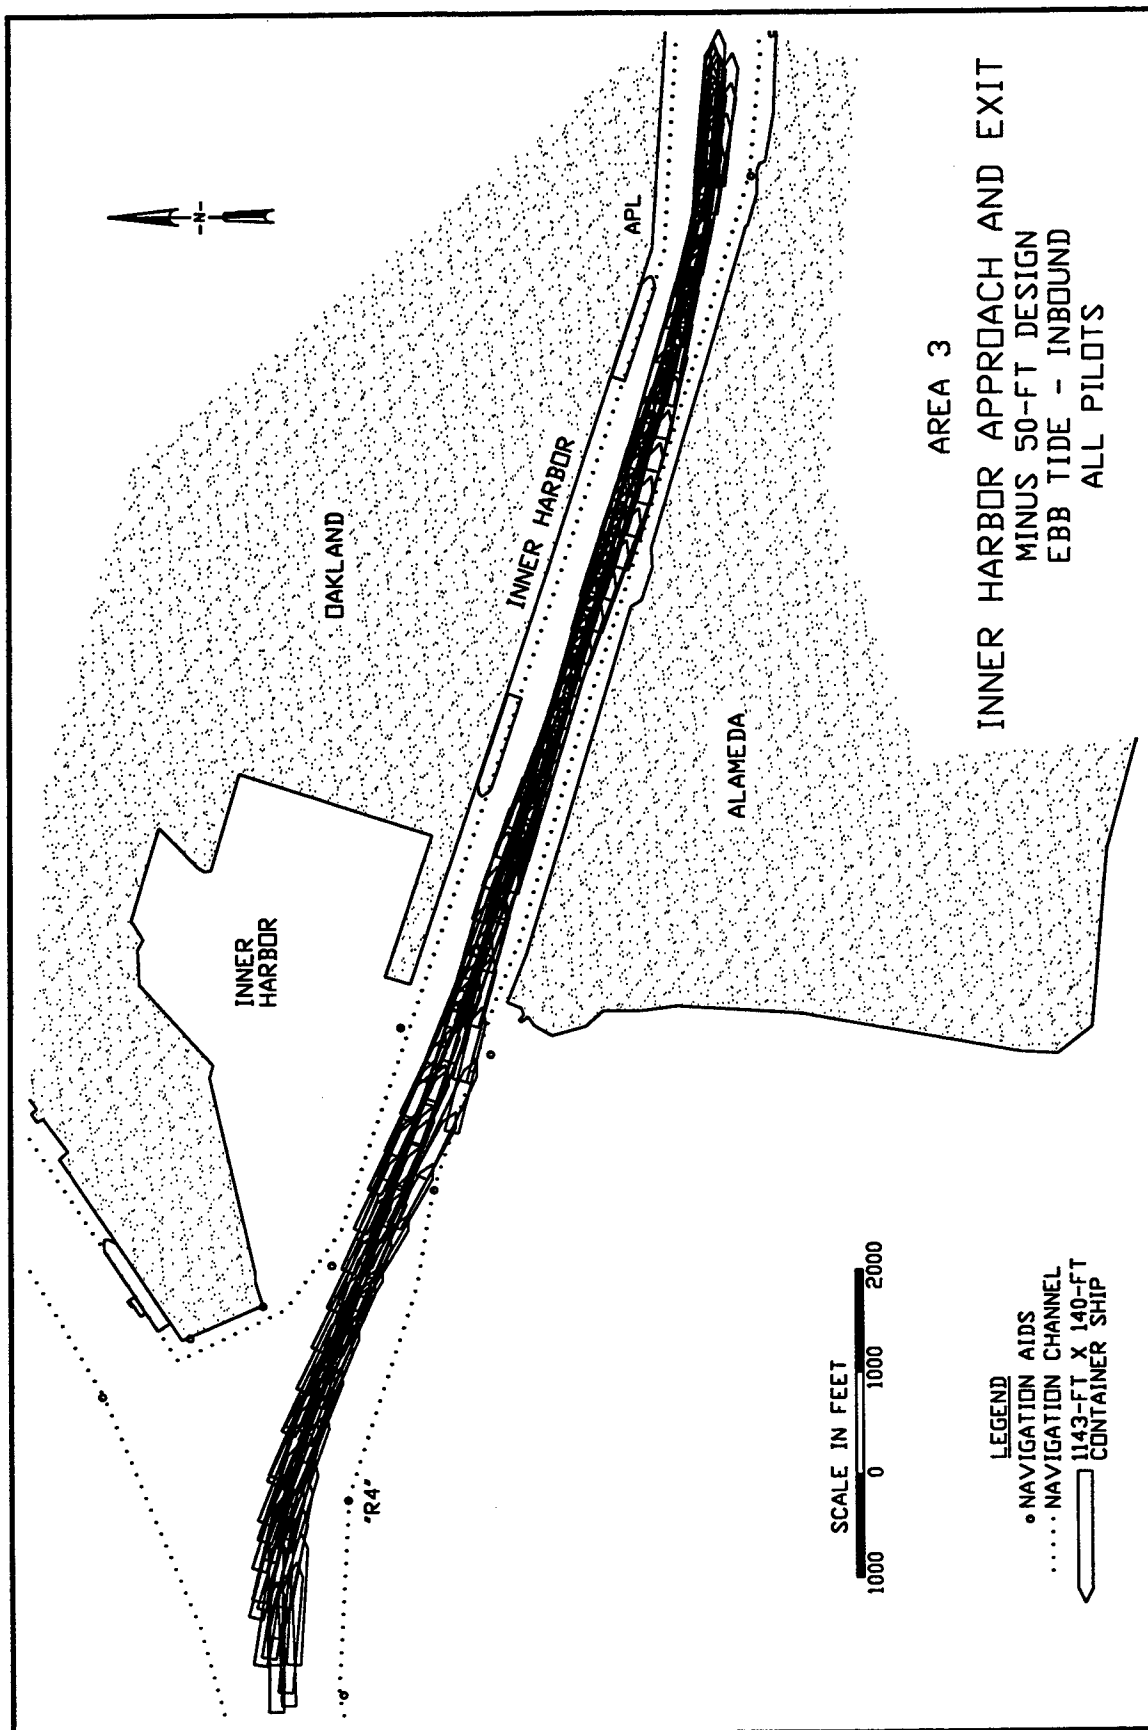 -N-
OAKLAND
INNER
HARBOR
INNER HARBOR
APL
ALAMEDA
"R4"
SCALE IN FEET
1000 0 1000 2000
LEGEND
NAVIGATION AIDS
NAVIGATION CHANNEL
1143-FT X 140-FT
CONTAINER SHIP
AREA 3
INNER HARBOR APPROACH AND EXIT
MINUS 50-FT DESIGN
EBB TIDE - INBOUND
ALL PILOTS